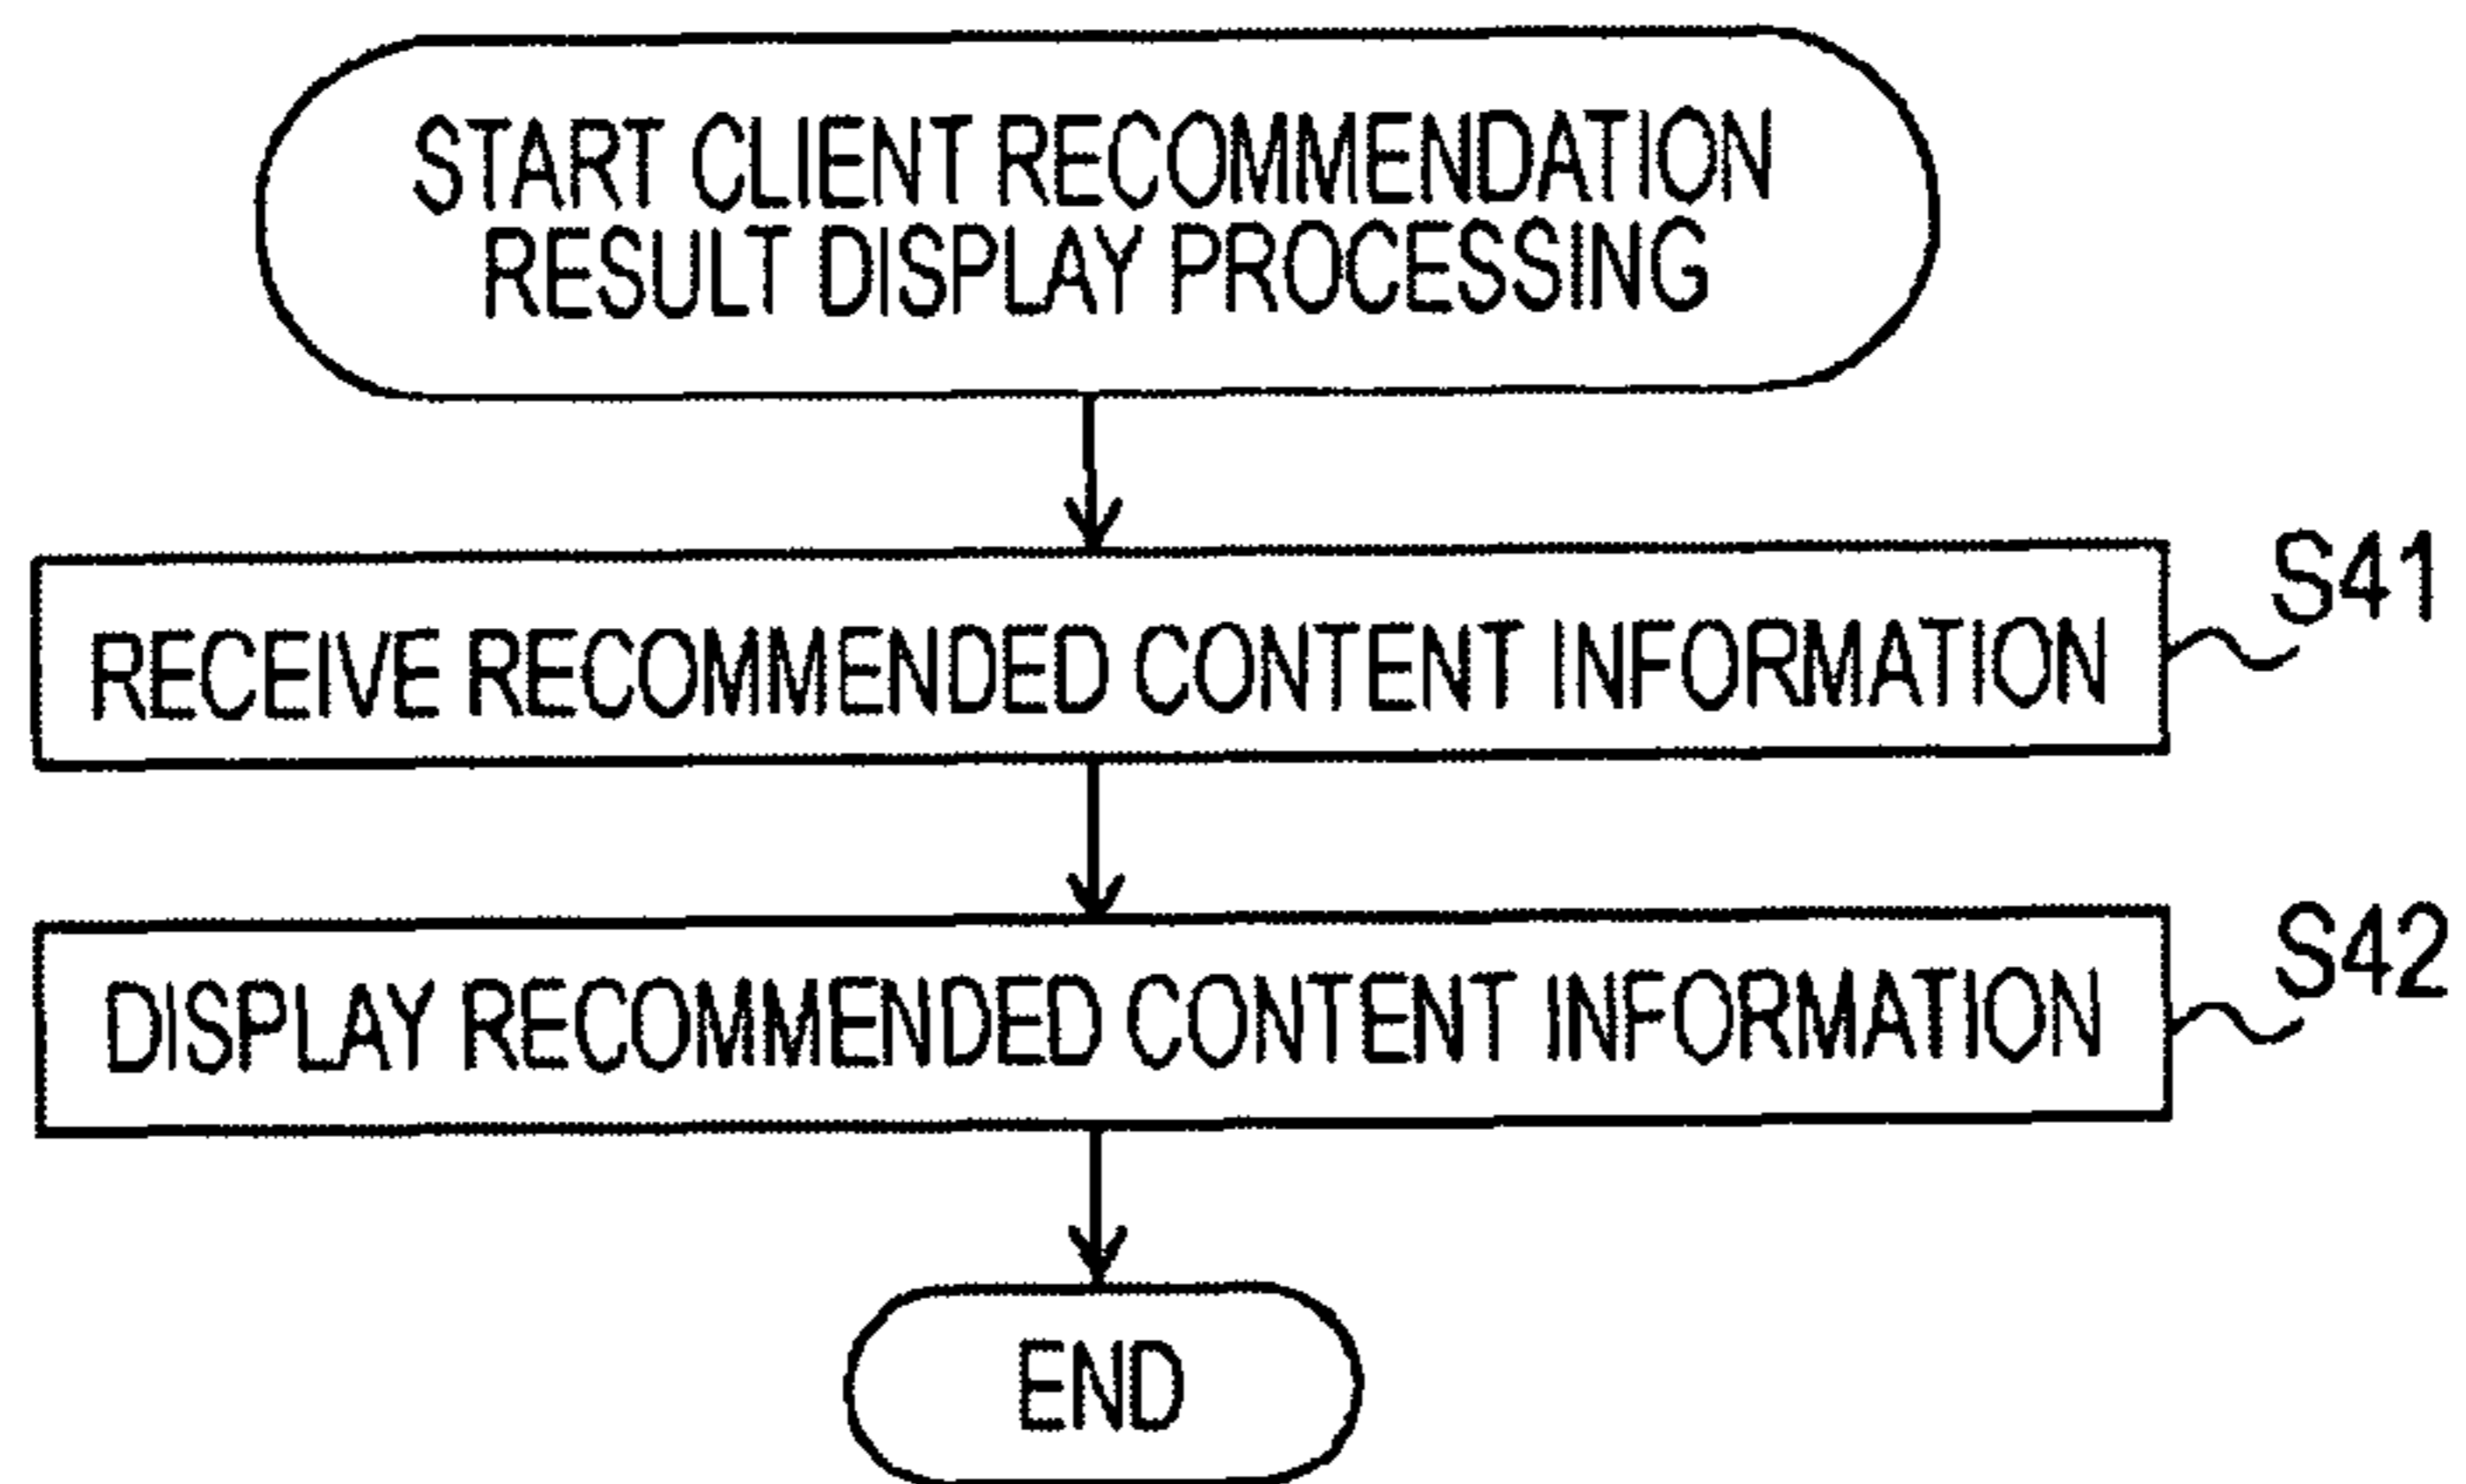 START CLIENT RECOMMENDATION
RESULT DISPLAY PROCESSING
RECEIVE RECOMMENDED CONTENT INFORMATION
S41
DISPLAY RECOMMENDED CONTENT INFORMATION
S42
END